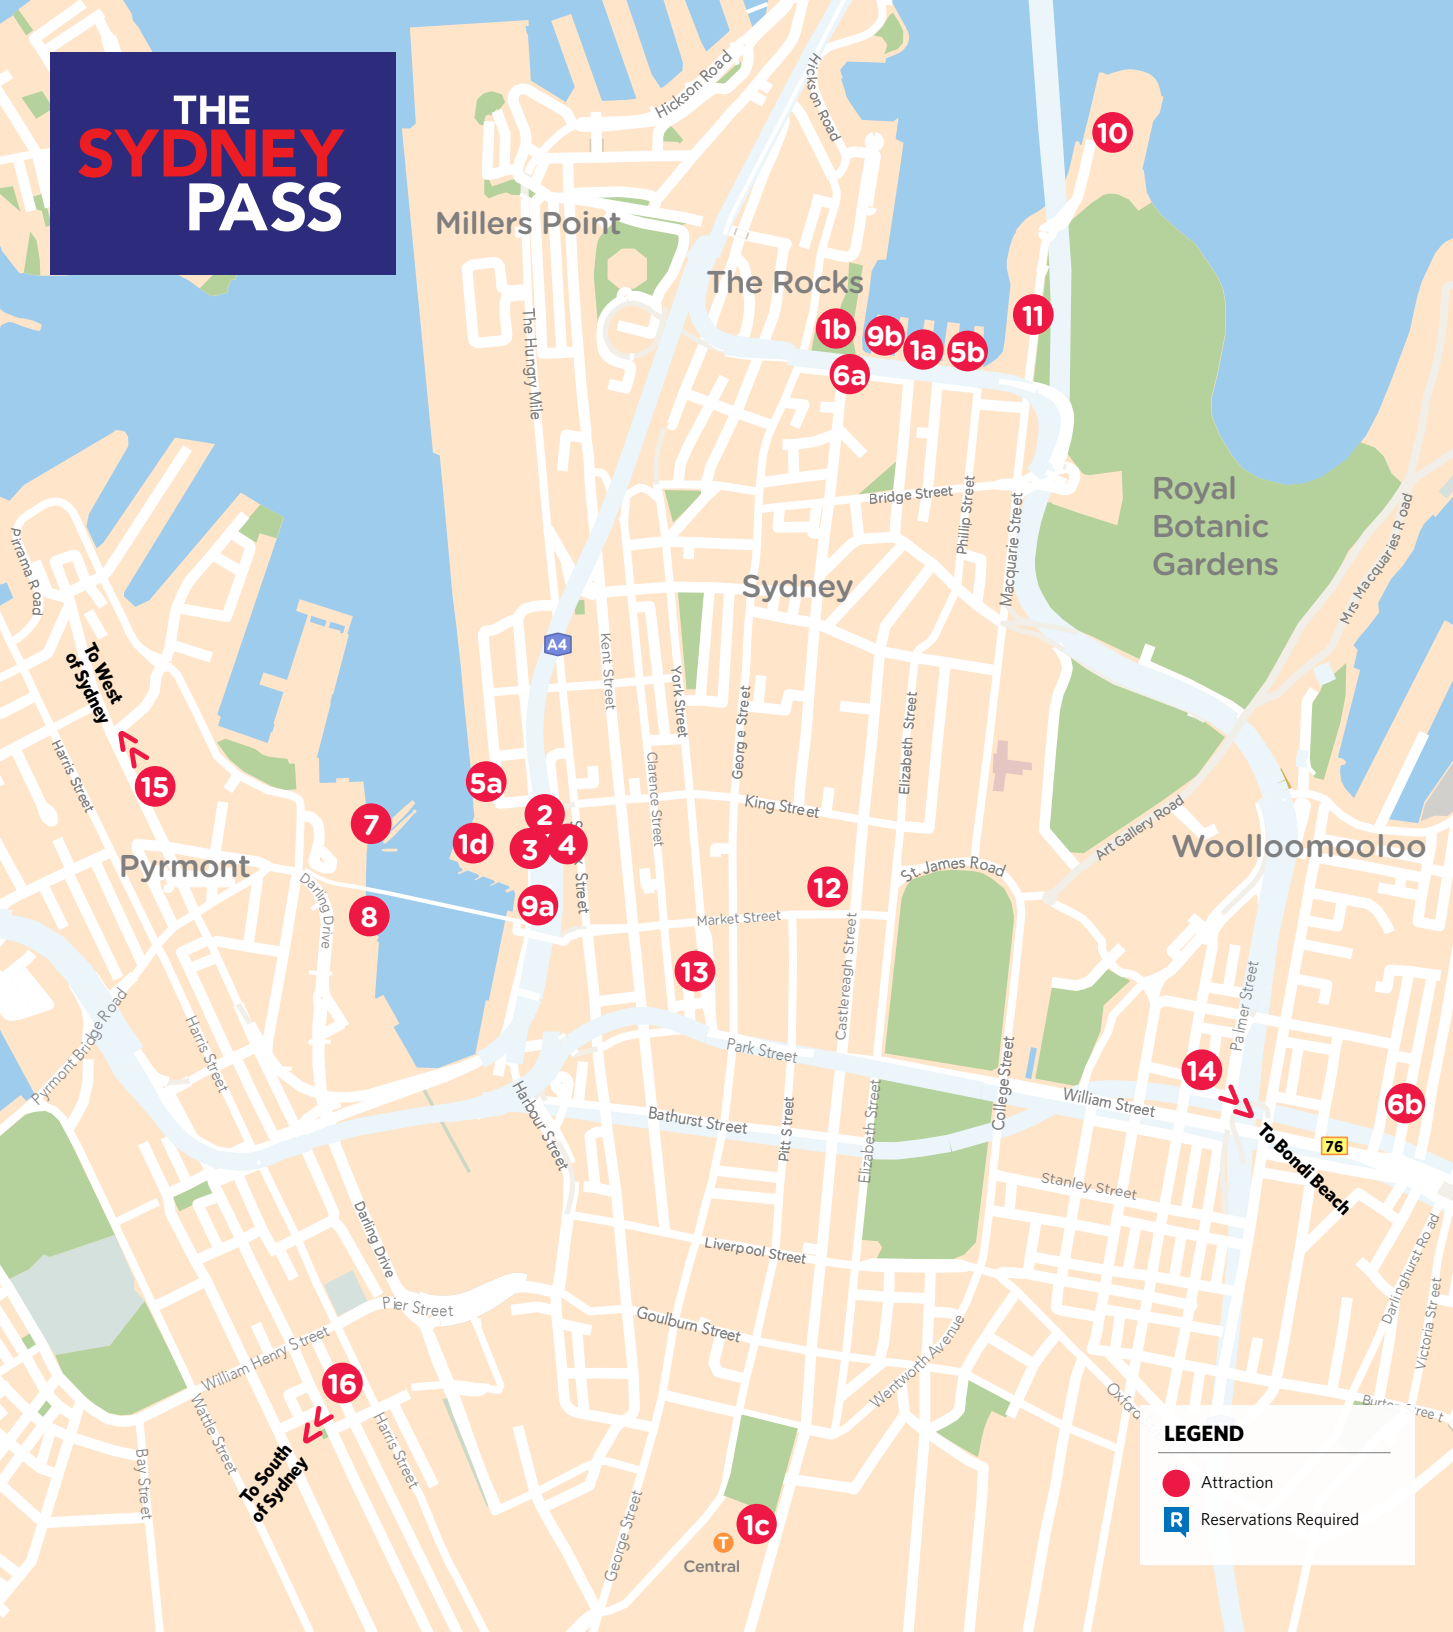 THE
SYDNEY
PASS
Hickson Road
Hickson Road
10
Millers Point
The Rocks
The Hungry Mile
1b
9b
1a
5b
11
6a
Bridge Street
Phillip Street
Macquarie Street
Royal
Botanic
Gardens
Mrs Macquaries Road
Pirrama Road
Sydney
A4
Kent Street
York Street
George Street
Elizabeth Street
Clarence Street
To West
of Sydney
15
Harris Street
5a
2
7
1d
3
4
King Street
Art Gallery Road
Woolloomooloo
Pyrmont
Darling Drive
8
9a
Street
12
St. James Road
Market Street
13
Castlereagh Street
Pyrmont Bridge Road
Harris Street
Park Street
Palmer Street
College Street
14
William Street
6b
76
To Bondi Beach
Harbour Street
Bathurst Street
Pitt Street
Elizabeth Street
Stanley Street
Darling Drive
Liverpool Street
Darlinghurst Road
Victoria Street
Pier Street
Goulburn Street
William Henry Street
Wentworth Avenue
16
Wattle Street
Harris Street
To South
of Sydney
Bay Street
George Street
1c
T
Central
LEGEND
Attraction
R
Reservations Required